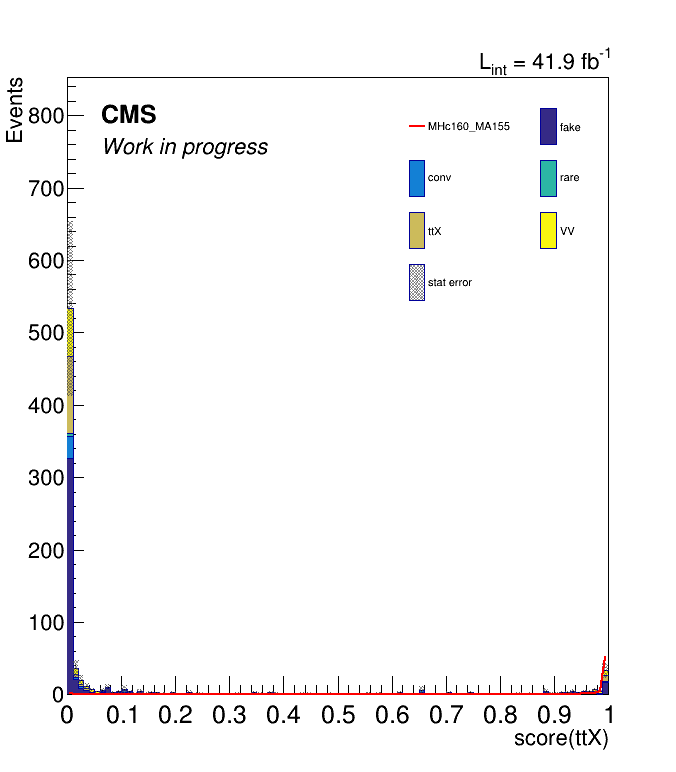 L_int = 41.9 fb^-1
Events
CMS
Work in progress
MHc160_MA155
fake
conv
rare
ttX
VV
stat error
800
700
600
500
400
300
200
100
0
0 0.1 0.2 0.3 0.4 0.5 0.6 0.7 0.8 0.9 1
score(ttX)